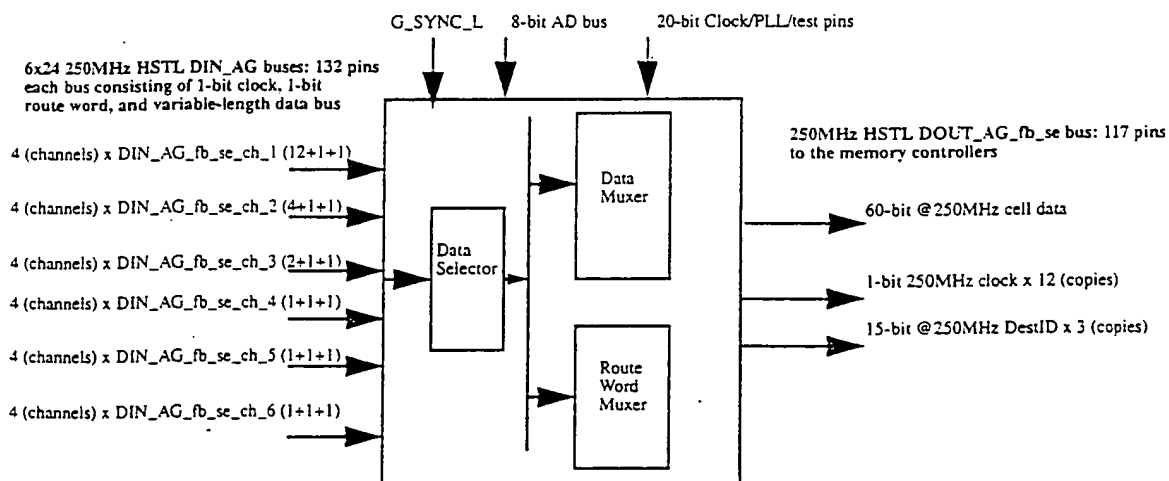 G_SYNC_L
8-bit AD bus
20-bit Clock/PLL/test pins
6x24 250MHz HSTL DIN_AG buses: 132 pins
each bus consisting of 1-bit clock, 1-bit
route word, and variable-length data bus
4 (channels) x DIN_AG_fb_se_ch_1 (12+1+1)
4 (channels) x DIN_AG_fb_se_ch_2 (4+1+1)
4 (channels) x DIN_AG_fb_se_ch_3 (2+1+1)
4 (channels) x DIN_AG_fb_se_ch_4 (1+1+1)
4 (channels) x DIN_AG_fb_se_ch_5 (1+1+1)
4 (channels) x DIN_AG_fb_se_ch_6 (1+1+1)
Data
Selector
Data
Muxer
Route
Word
Muxer
250MHz HSTL DOUT_AG_fb_se bus: 117 pins
to the memory controllers
60-bit @250MHz cell data
1-bit 250MHz clock x 12 (copies)
15-bit @250MHz DestID x 3 (copies)